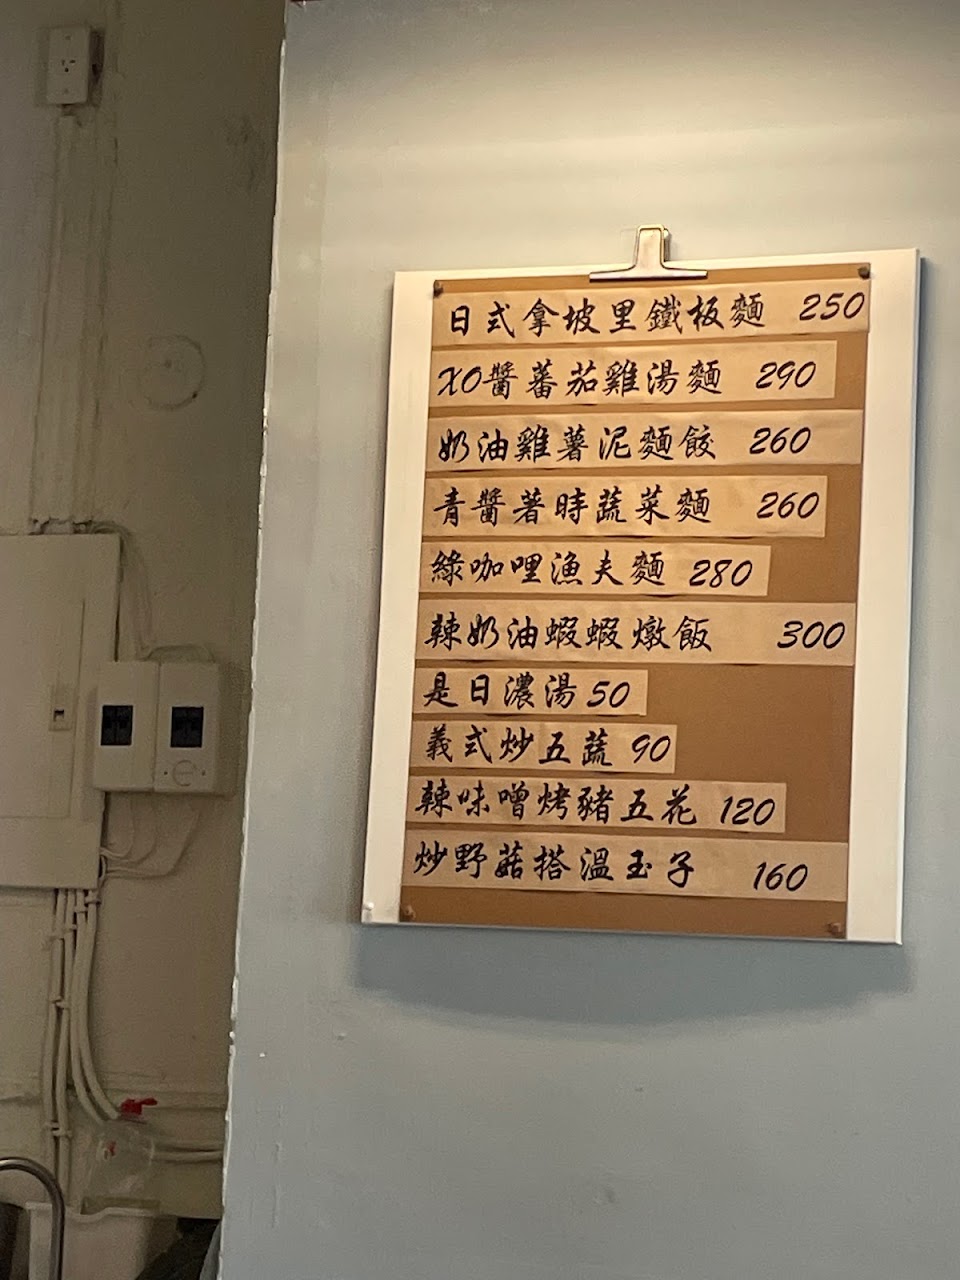 日式拿坡里鐵板麵 250
XO醬蕃茄雞湯麵 290
奶油雞薯泥麵餃 260
青醬著時蔬菜麵 260
綠咖哩漁夫麵 280
辣奶油蝦蝦燉飯 300
是日濃湯 50
義式炒五蔬 90
辣味噌烤豬五花 120
炒野菇搭溫玉子 160